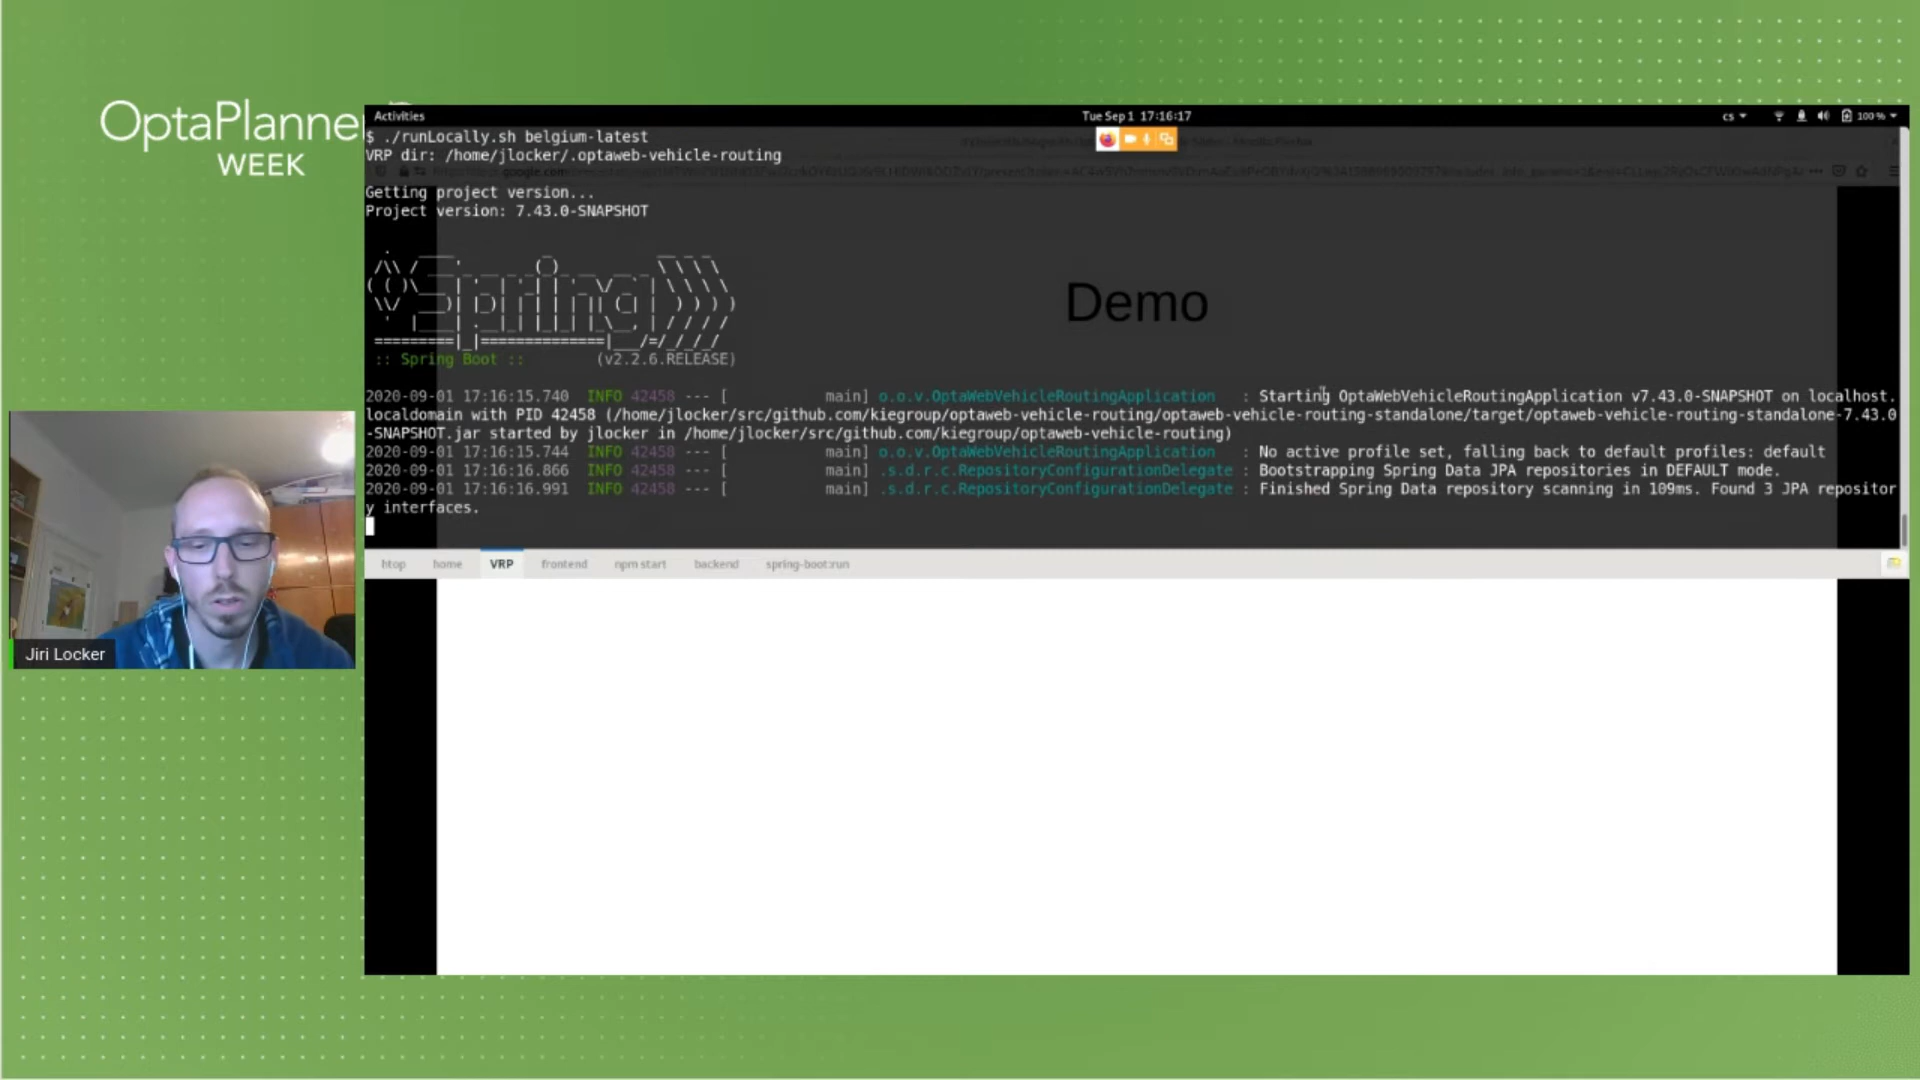 OptaPlanner
WEEK
Activities
Tue Sep 1 17:16:17
cs
100 %
$ ./runLocally.sh belgium-latest
VRP dir: /home/jlocker/.optaweb-vehicle-routing
Getting project version...
Project version: 7.43.0-SNAPSHOT
Demo
:: Spring Boot ::        (v2.2.6.RELEASE)
2020-09-01 17:16:15.740  INFO 42458 --- [           main] o.o.v.OptaWebVehicleRoutingApplication   : Starting OptaWebVehicleRoutingApplication v7.43.0-SNAPSHOT on localhost.
localdomain with PID 42458 (/home/jlocker/src/github.com/kiegroup/optaweb-vehicle-routing/optaweb-vehicle-routing-standalone/target/optaweb-vehicle-routing-standalone-7.43.0
-SNAPSHOT.jar started by jlocker in /home/jlocker/src/github.com/kiegroup/optaweb-vehicle-routing)
2020-09-01 17:16:15.744  INFO 42458 --- [           main] o.o.v.OptaWebVehicleRoutingApplication   : No active profile set, falling back to default profiles: default
2020-09-01 17:16:16.866  INFO 42458 --- [           main] .s.d.r.c.RepositoryConfigurationDelegate : Bootstrapping Spring Data JPA repositories in DEFAULT mode.
2020-09-01 17:16:16.991  INFO 42458 --- [           main] .s.d.r.c.RepositoryConfigurationDelegate : Finished Spring Data repository scanning in 109ms. Found 3 JPA repositor
y interfaces.
htop home VRP frontend npm start backend spring-boot:run
Jiri Locker